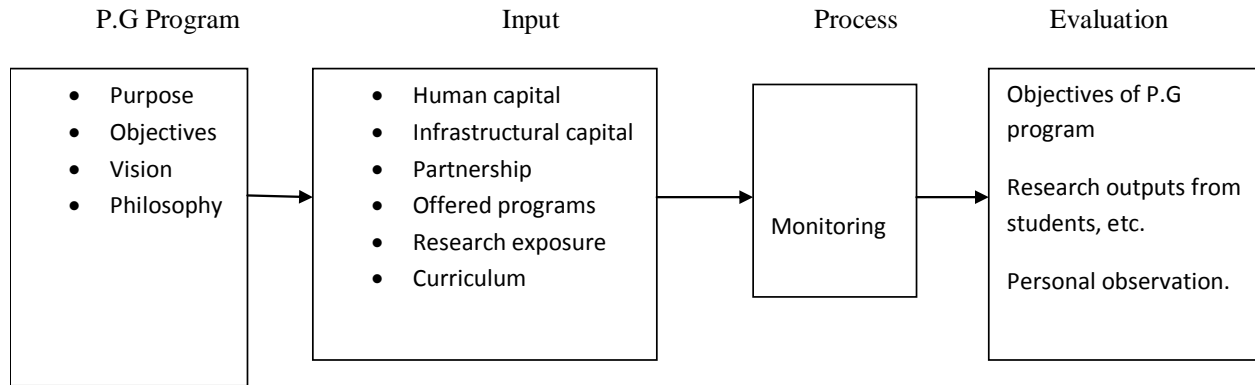 P.G Program
Input
Process
Evaluation
• Purpose
• Objectives
• Vision
• Philosophy
• Human capital
• Infrastructural capital
• Partnership
• Offered programs
• Research exposure
• Curriculum
Monitoring
Objectives of P.G
program
Research outputs from
students, etc.
Personal observation.